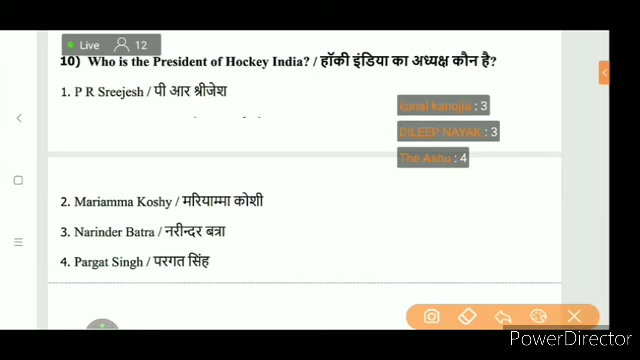 Live 12
10) Who is the President of Hockey India? / हॉकी इंडिया का अध्यक्ष कौन है?
1. P R Sreejesh / पी आर श्रीजेश
kunal kanojja : 3
DILEEP NAYAK : 3
The Ashu : 4
2. Mariamma Koshy / मरियाम्मा कोशी
3. Narinder Batra / नरीन्दर बत्रा
4. Pargat Singh / परगत सिंह
PowerDirector